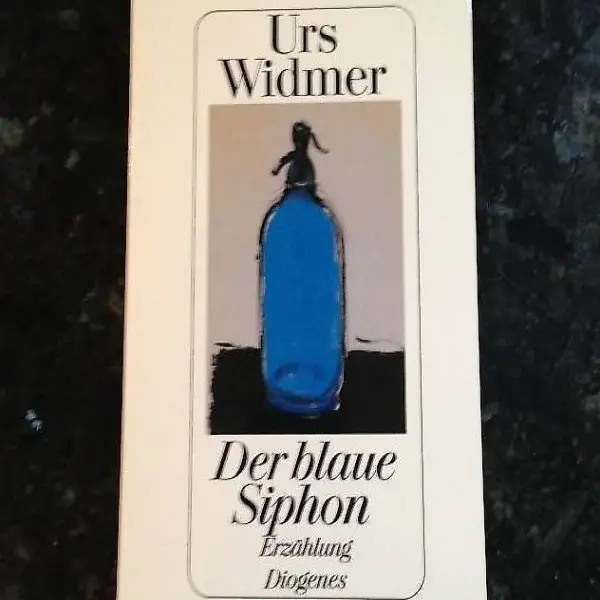 Urs
Widmer
Der blaue
Siphon
Erzählung
Diogenes